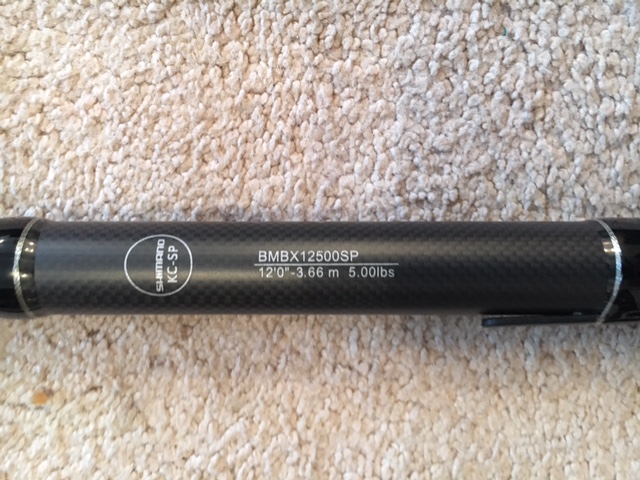 SHIMANO
KC-SP
BMBX12500SP
12'0"-3.66 m 5.00lbs